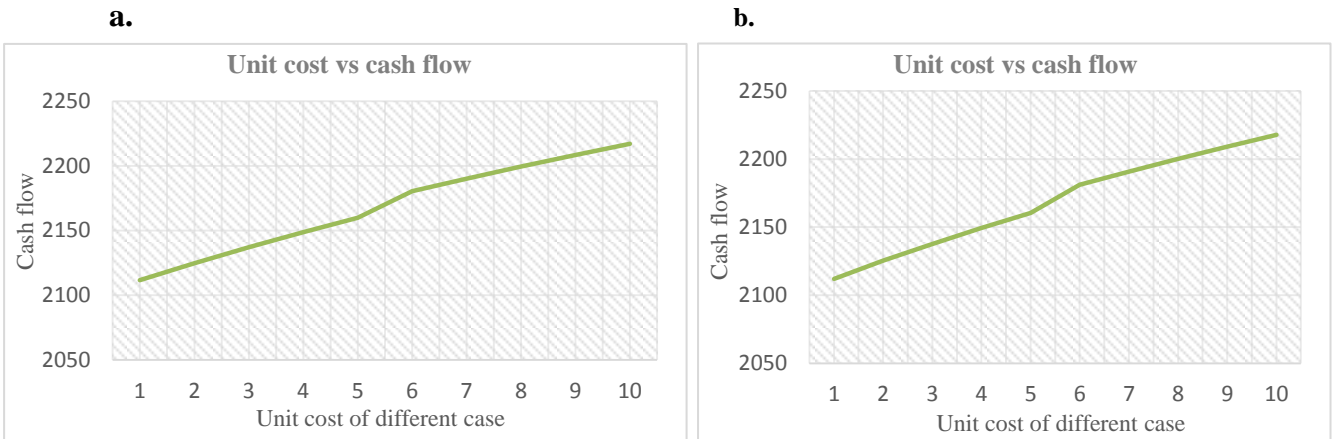 a.
Unit cost vs cash flow
2250
2200
2150
2100
2050
Cash flow
1 2 3 4 5 6 7 8 9 10
Unit cost of different case
b.
Unit cost vs cash flow
2250
2200
2150
2100
2050
Cash flow
1 2 3 4 5 6 7 8 9 10
Unit cost of different case